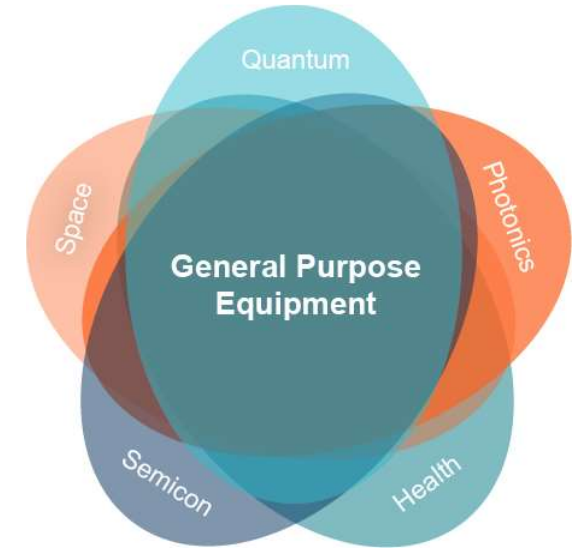 Quantum
Space
Photonics
General Purpose
Equipment
Semicon
Health